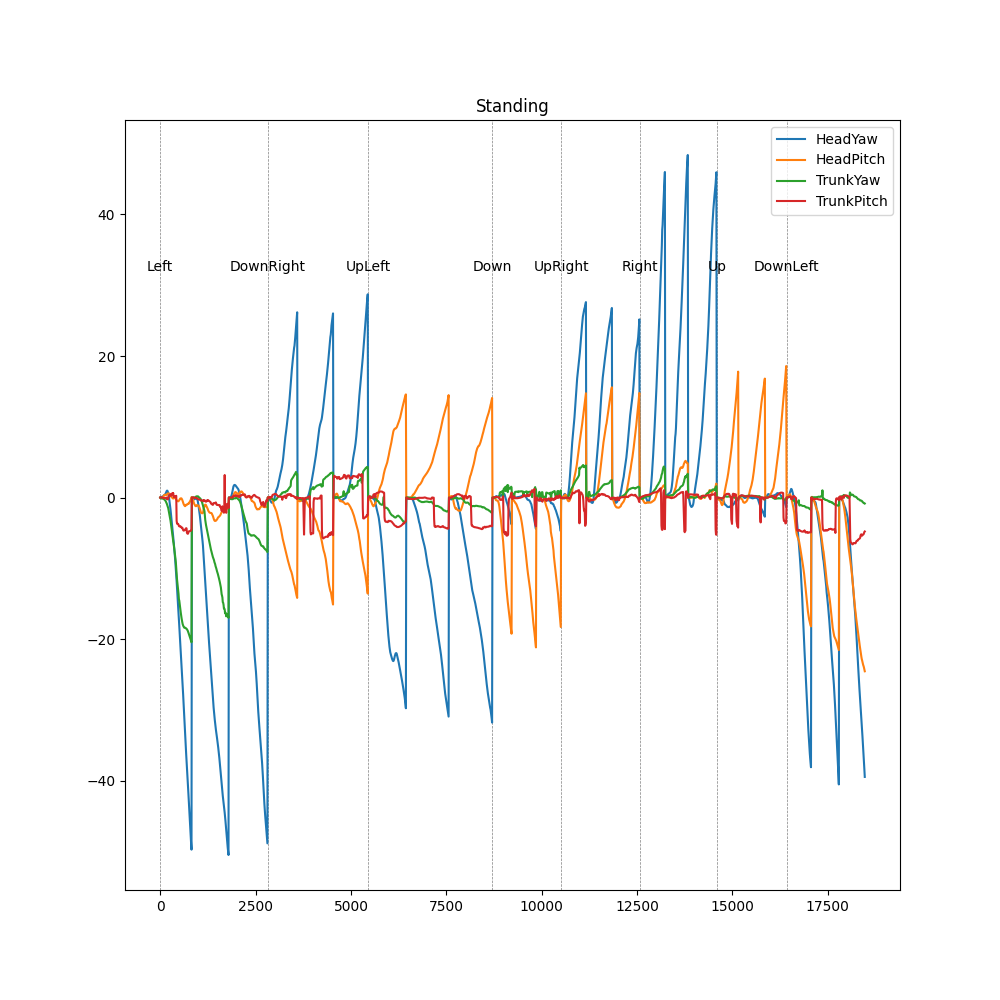 Standing
HeadYaw
HeadPitch
TrunkYaw
TrunkPitch
40
20
0
−20
−40
Left
DownRight
UpLeft
Down
UpRight
Right
Up
DownLeft
0
2500
5000
7500
10000
12500
15000
17500